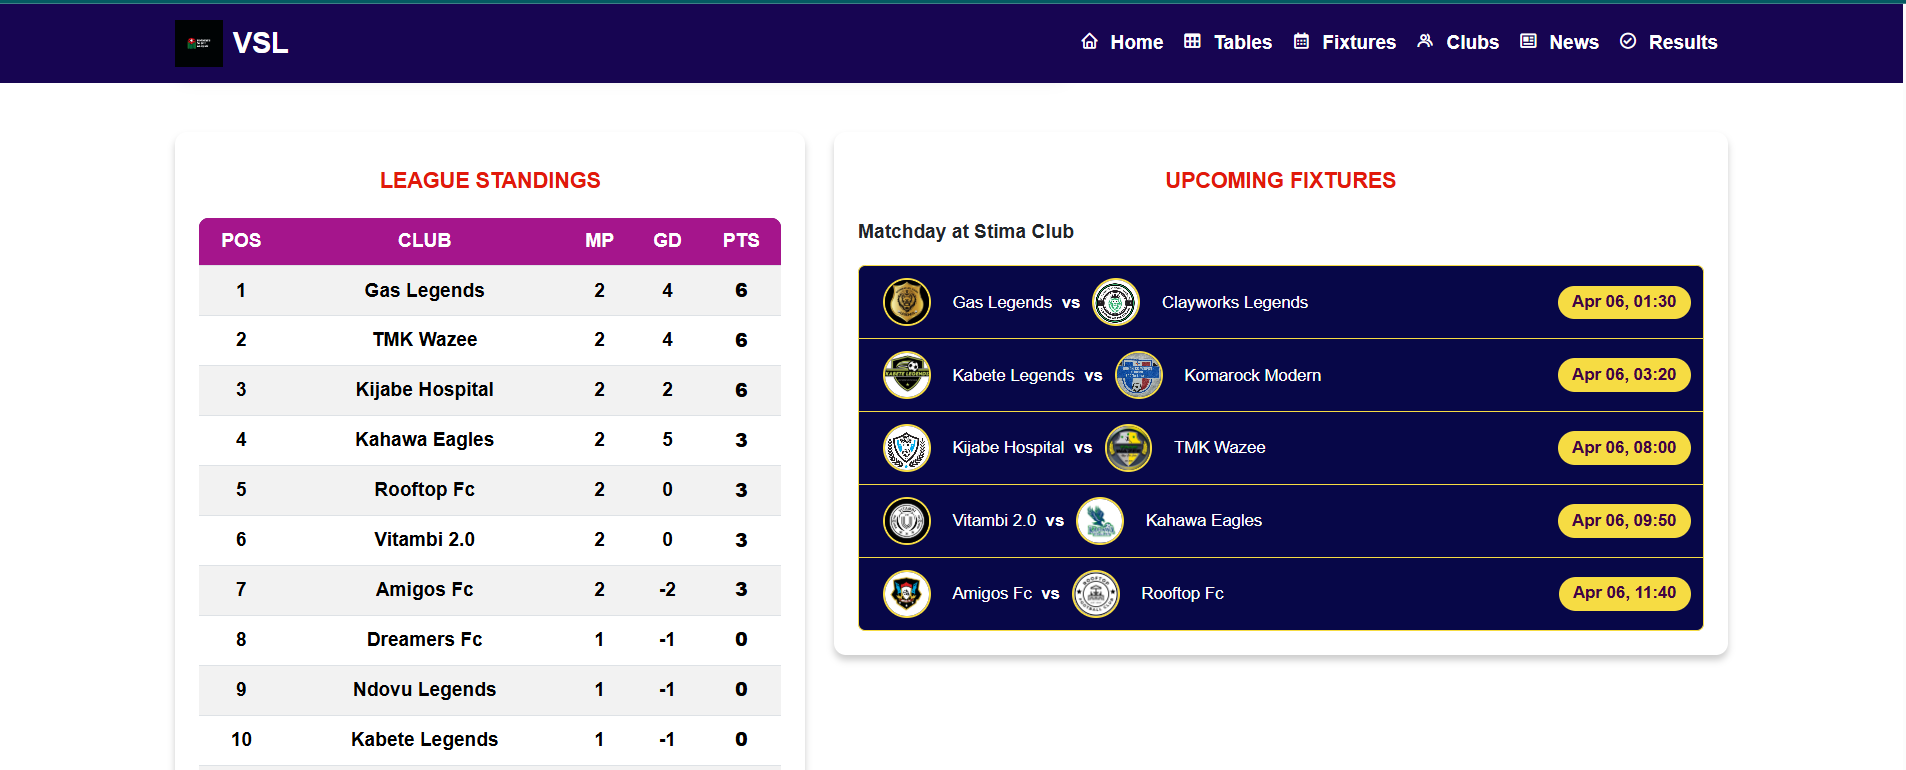 VSL
Home Tables Fixtures Clubs News Results
LEAGUE STANDINGS
POS CLUB MP GD PTS
1 Gas Legends 2 4 6
2 TMK Wazee 2 4 6
3 Kijabe Hospital 2 2 6
4 Kahawa Eagles 2 5 3
5 Rooftop Fc 2 0 3
6 Vitambi 2.0 2 0 3
7 Amigos Fc 2 -2 3
8 Dreamers Fc 1 -1 0
9 Ndovu Legends 1 -1 0
10 Kabete Legends 1 -1 0
UPCOMING FIXTURES
Matchday at Stima Club
Gas Legends vs Clayworks Legends Apr 06, 01:30
KABETE LEGENDS
Kabete Legends vs Komarock Modern Apr 06, 03:20
Kijabe Hospital vs TMK Wazee Apr 06, 08:00
Vitambi 2.0 vs Kahawa Eagles Apr 06, 09:50
Amigos Fc vs Rooftop Fc Apr 06, 11:40
ROOFTOP
FOOTBALL CLUB